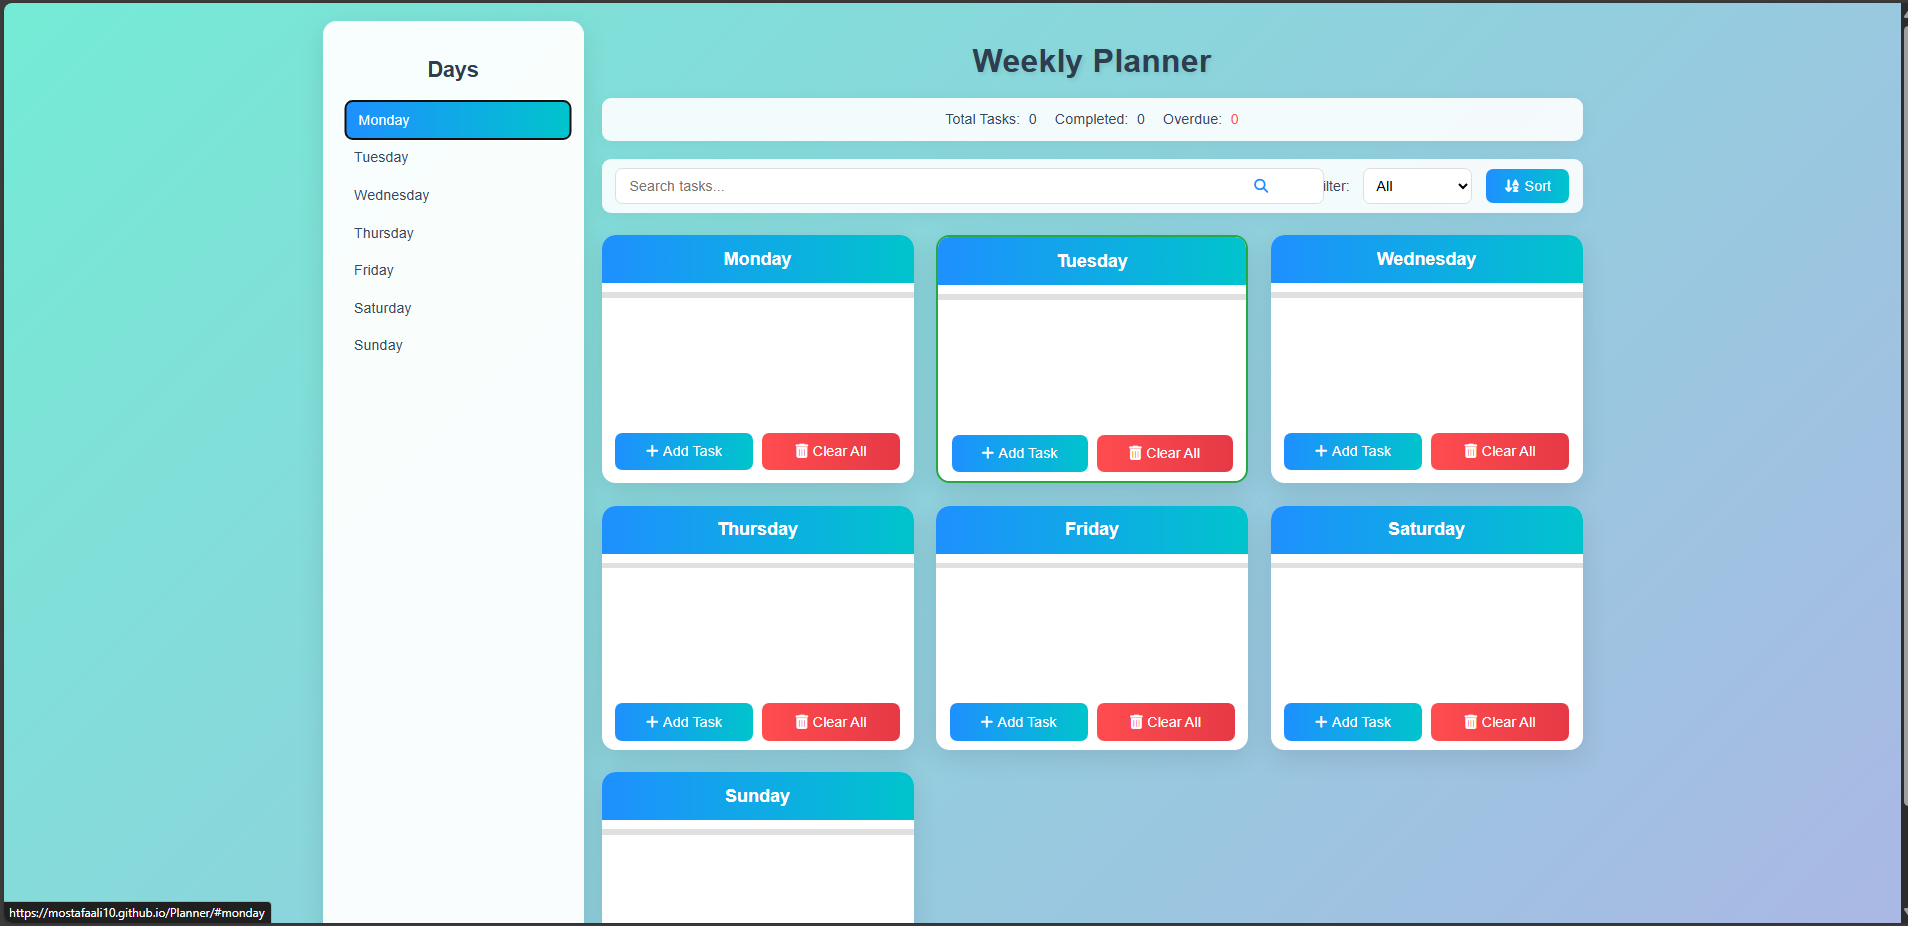 Days
Monday
Tuesday
Wednesday
Thursday
Friday
Saturday
Sunday
Weekly Planner
Total Tasks: 0 Completed: 0 Overdue: 0
Search tasks... ilter: All Sort
Monday
Add Task Clear All
Tuesday
Add Task Clear All
Wednesday
Add Task Clear All
Thursday
Add Task Clear All
Friday
Add Task Clear All
Saturday
Add Task Clear All
Sunday
https://mostafaali10.github.io/Planner/#monday